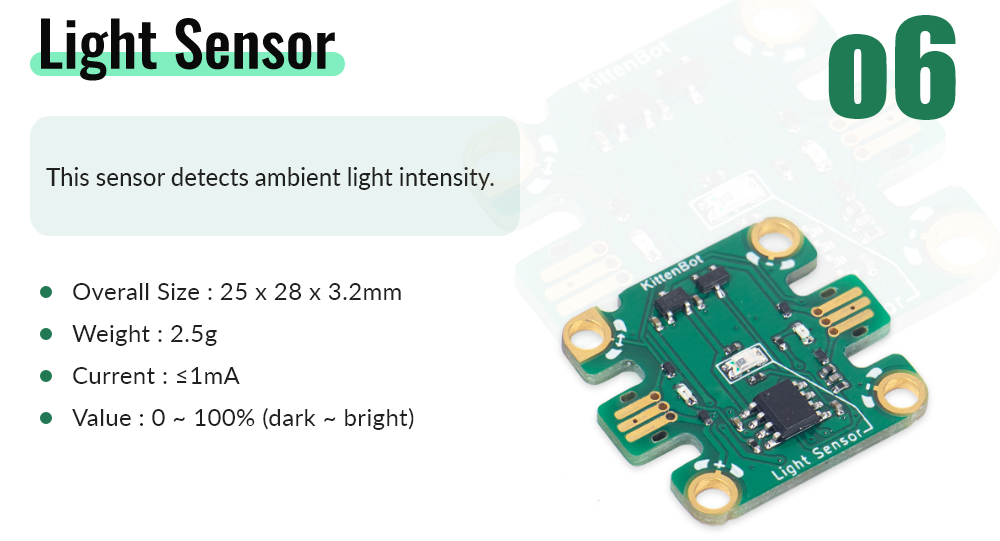 Light Sensor
06
This sensor detects ambient light intensity.
Overall Size : 25 x 28 x 3.2mm
Weight : 2.5g
Current : ≤1mA
Value : 0 ~ 100% (dark ~ bright)
KittenBot
KittenBot
Light Sensor